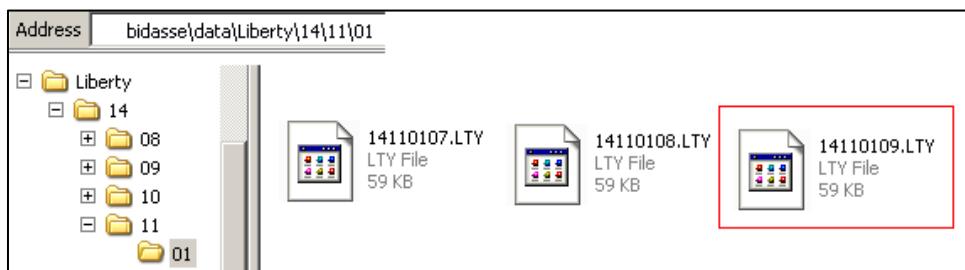 Address bidasse\data\Liberty\14\11\01
Liberty
14
08
09
10
11
01
14110107.LTY
LTY File
59 KB
14110108.LTY
LTY File
59 KB
14110109.LTY
LTY File
59 KB